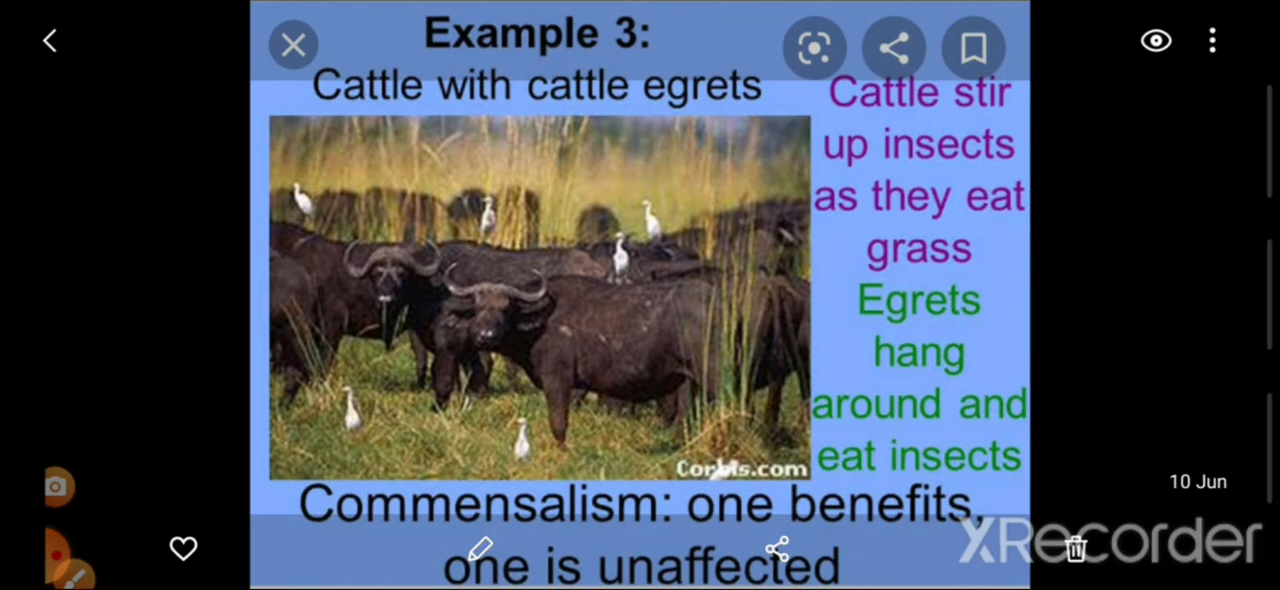 Example 3:
Cattle with cattle egrets
Cattle stir
up insects
as they eat
grass
Egrets
hang
around and
eat insects
Corbis.com
Commensalism: one benefits,
one is unaffected
10 Jun
XRecorder